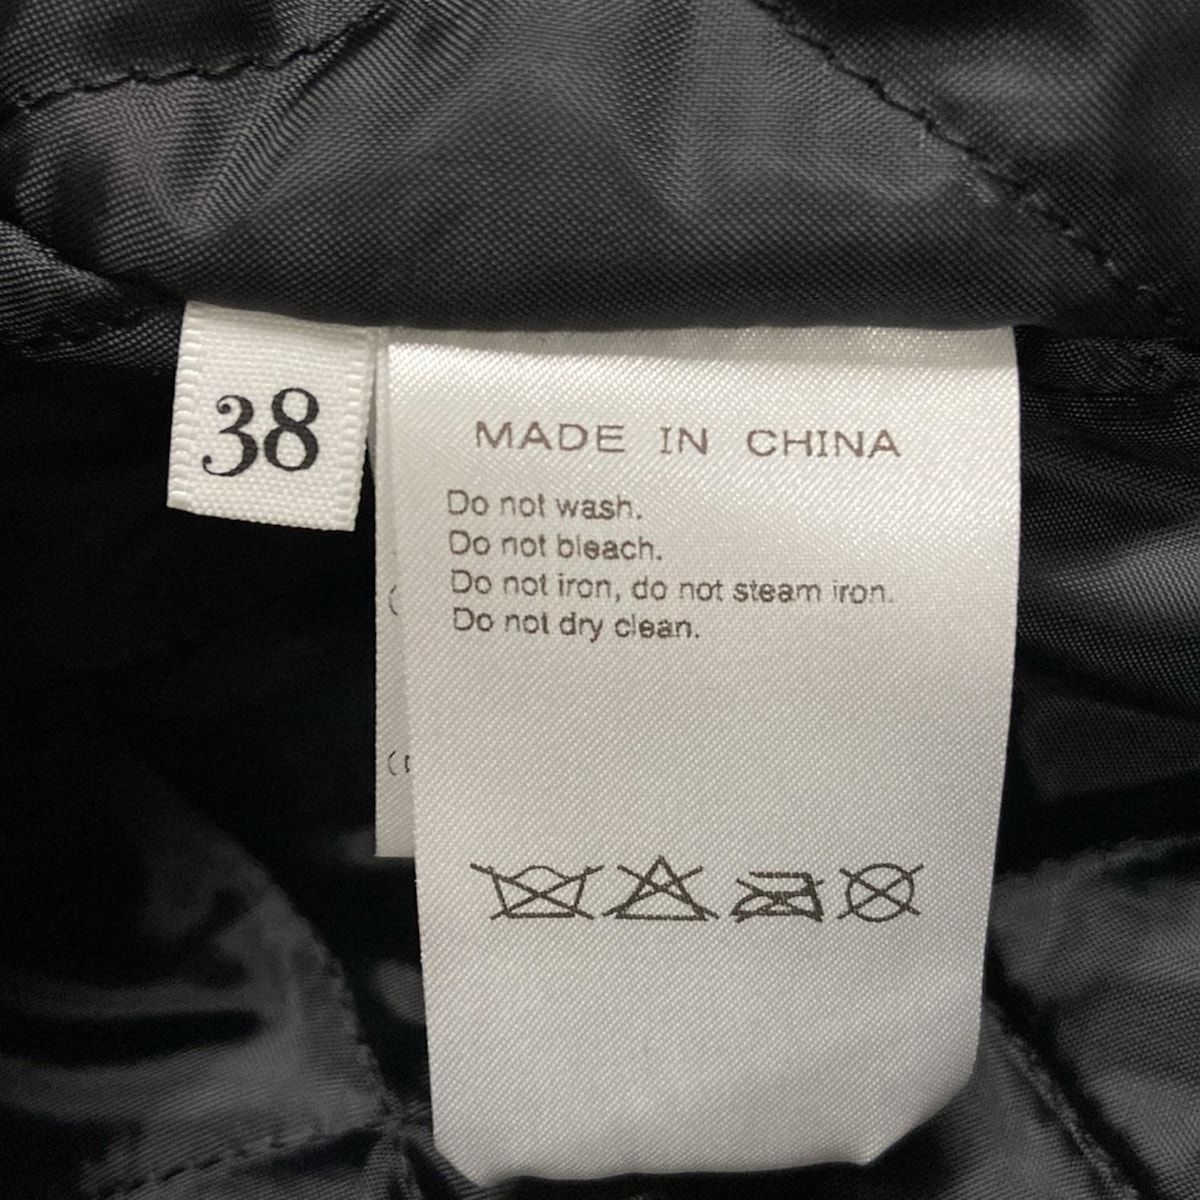 38
MADE IN CHINA
Do not wash.
Do not bleach.
Do not iron, do not steam iron.
Do not dry clean.